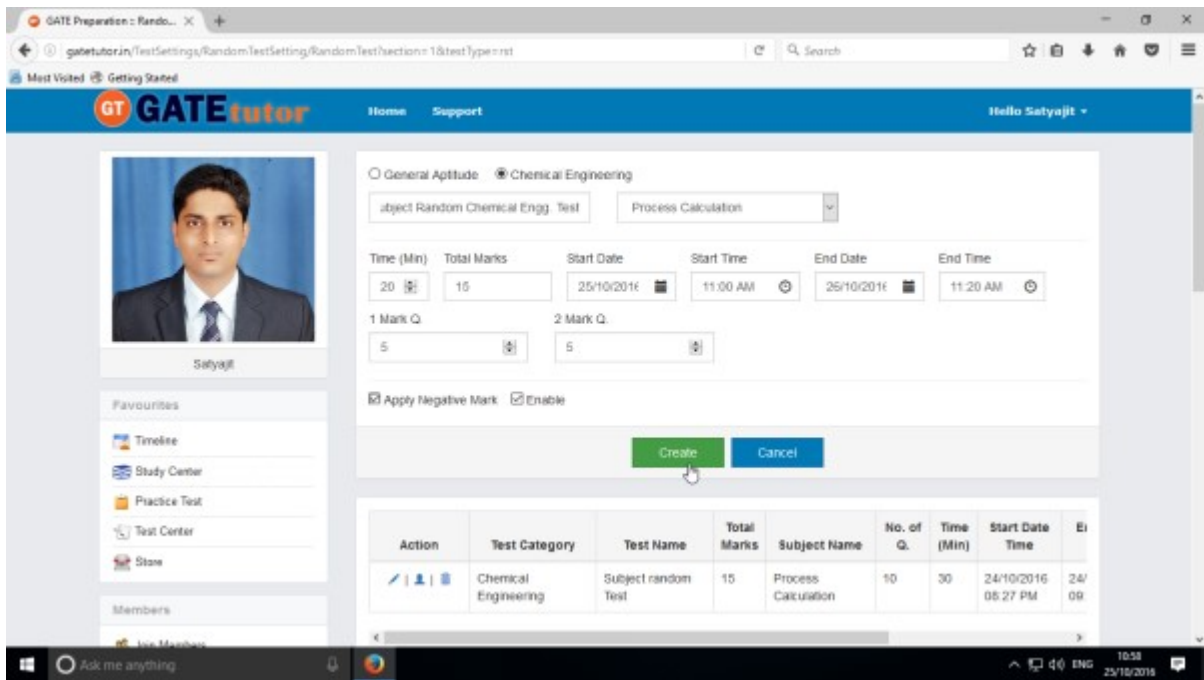 GATE Preparation :: Rando...
gatetutor.in/TestSettings/RandomTestSetting/RandomTest?section=1&testType=rst
Search
Most Visited Getting Started
GT GATEtutor Home Support Hello Satyajit
General Aptitude Chemical Engineering
ubject Random Chemical Engg. Test Process Calculation
Time (Min) Total Marks Start Date Start Time End Date End Time
20 15 25/10/2016 11:00 AM 26/10/2016 11:20 AM
1 Mark Q. 2 Mark Q.
5 5
Apply Negative Mark Enable
Create Cancel
Satyajit
Favourites
Timeline
Study Center
Practice Test
Test Center
Store
Members
Join Members
Action Test Category Test Name Total Marks Subject Name No. of Q. Time (Min) Start Date Time
Chemical Engineering Subject random Test 15 Process Calculation 10 30 24/10/2016 08:27 PM 24/ 09:
Ask me anything
ENG 10:58
25/10/2016